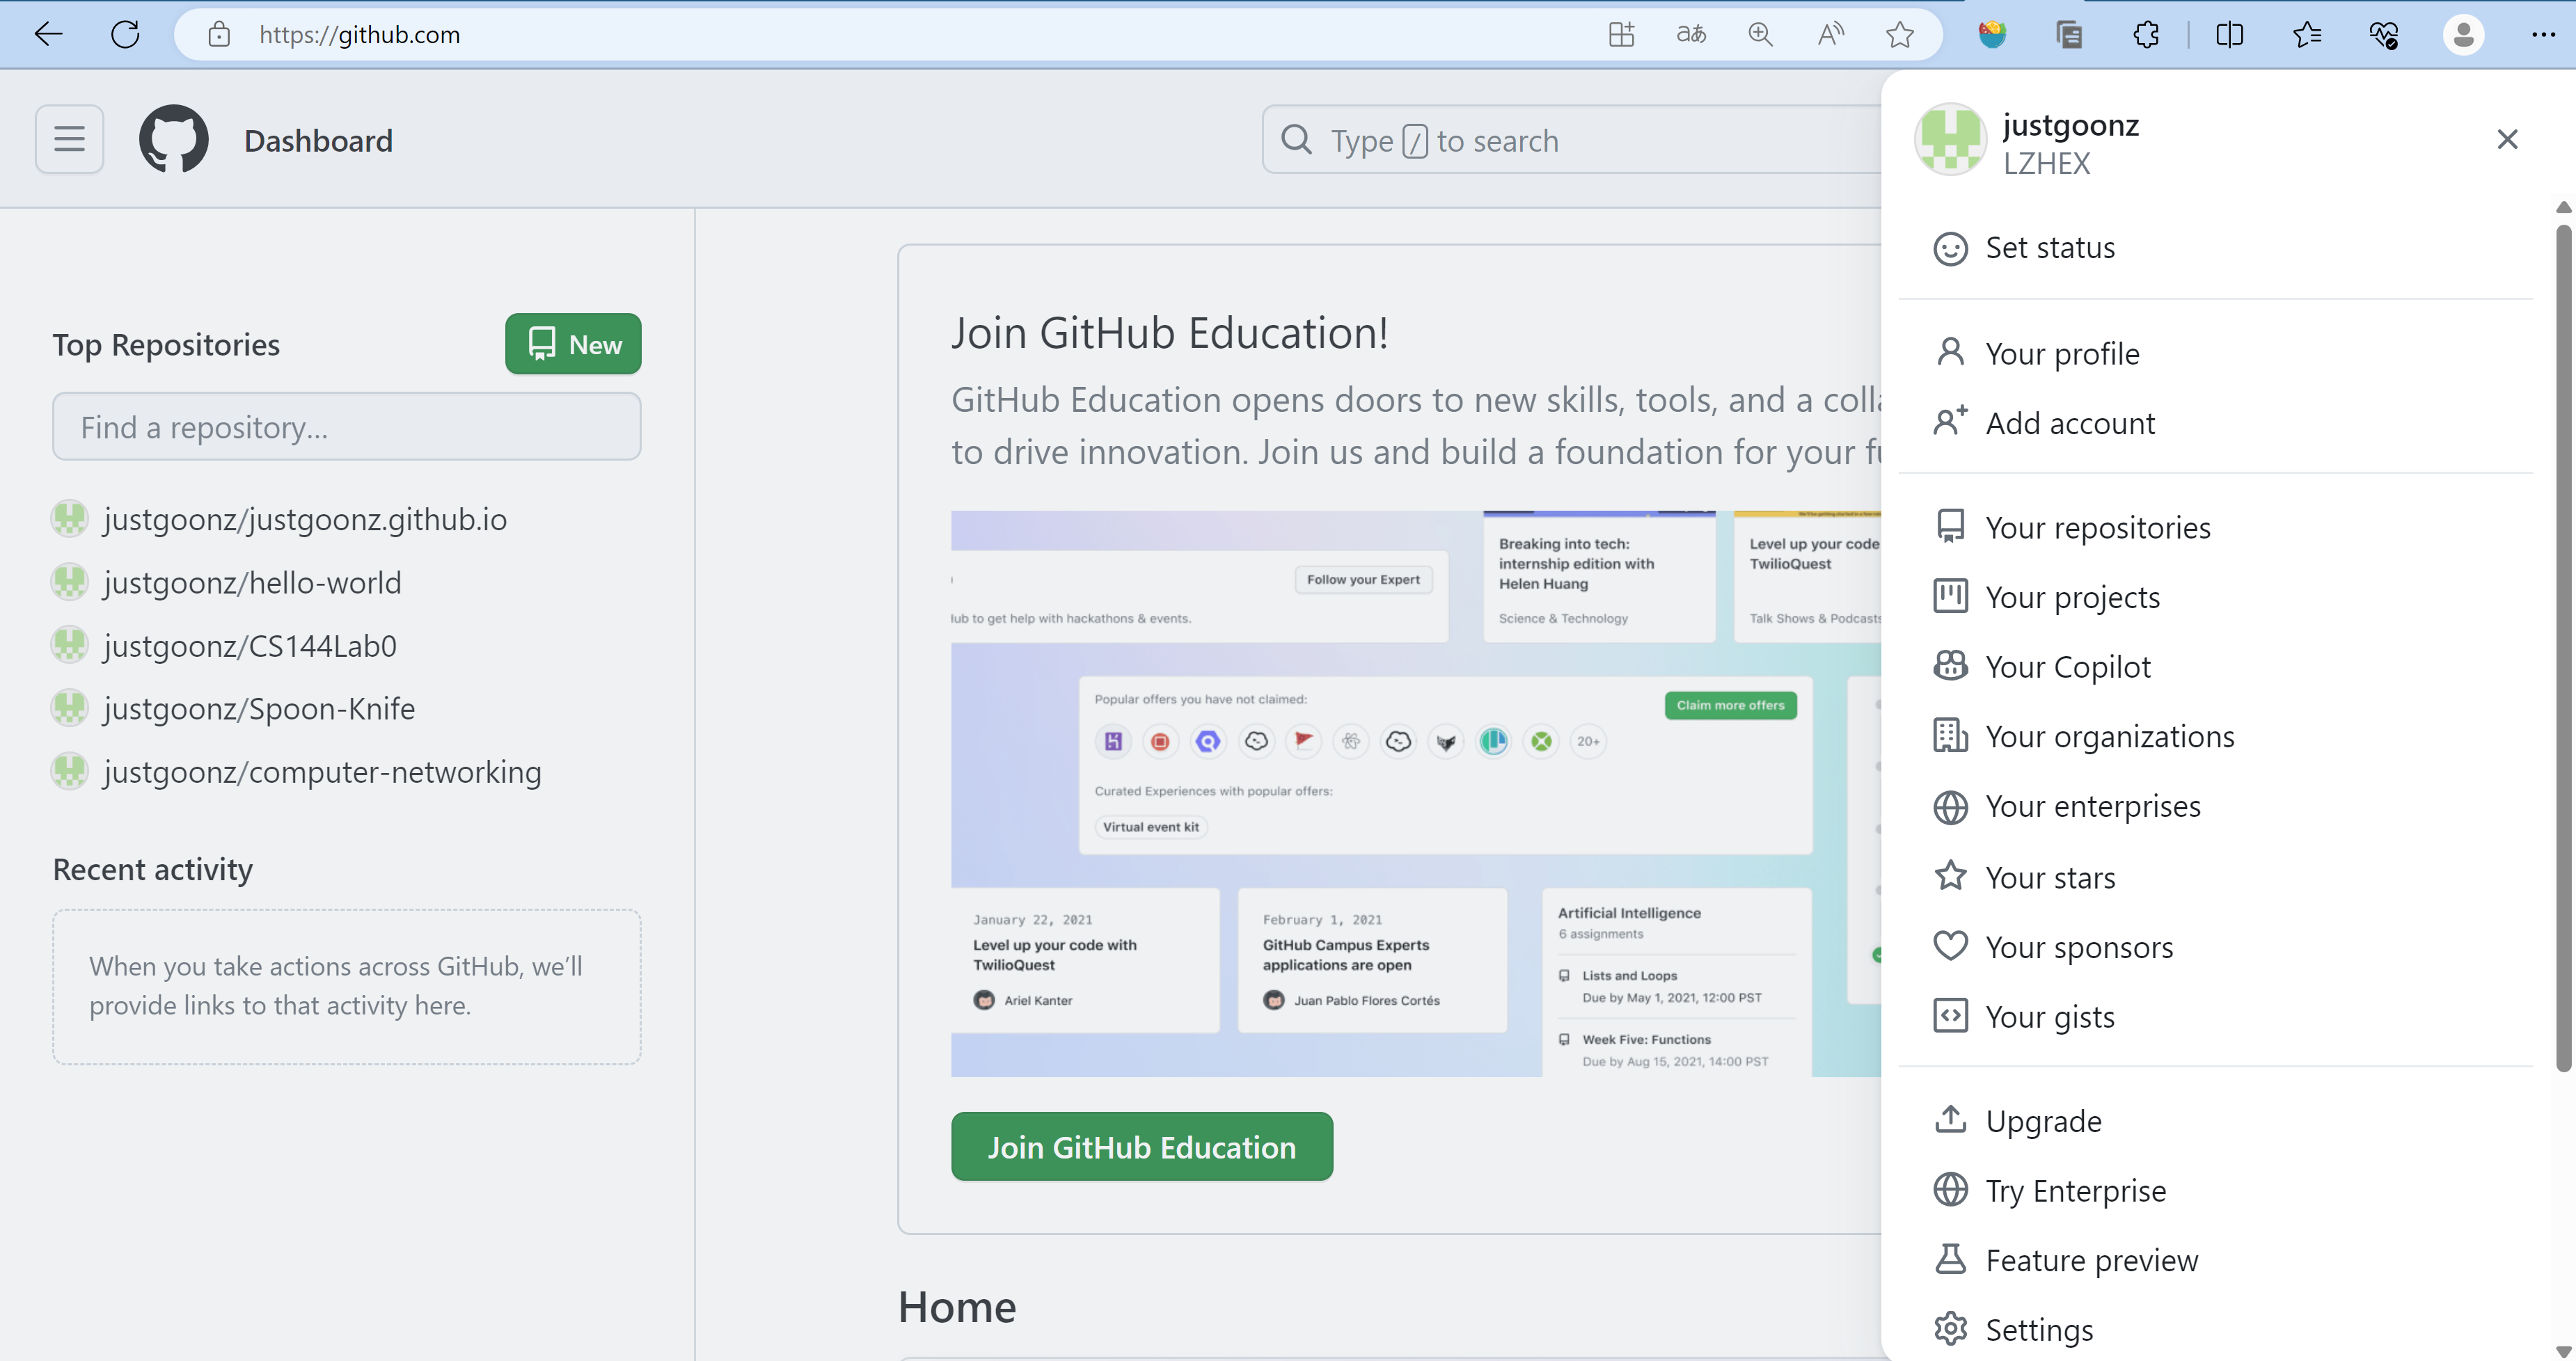 https://github.com
Dashboard
Type / to search
Top Repositories
New
Find a repository...
justgoonz/justgoonz.github.io
justgoonz/hello-world
justgoonz/CS144Lab0
justgoonz/Spoon-Knife
justgoonz/computer-networking
Recent activity
When you take actions across GitHub, we'll
provide links to that activity here.
Join GitHub Education!
GitHub Education opens doors to new skills, tools, and a
to drive innovation. Join us and build a foundation for your
Follow your Expert
to get help with hackathons & events.
Breaking into tech:
internship edition with
Helen Huang
Science & Technology
Level up your code
TwilioQuest
Talk Shows & Podcasts
Popular offers you have not claimed:
Claim more offers
20+
Curated Experiences with popular offers:
Virtual event kit
January 22, 2021
Level up your code with
TwilioQuest
Ariel Kanter
February 1, 2021
GitHub Campus Experts
applications are open
Juan Pablo Flores Cortés
Artificial Intelligence
6 assignments
Lists and Loops
Due by May 1, 2021, 12:00 PST
Week Five: Functions
Due by Aug 15, 2021, 14:00 PST
Join GitHub Education
Home
justgoonz
LZHEX
Set status
Your profile
Add account
Your repositories
Your projects
Your Copilot
Your organizations
Your enterprises
Your stars
Your sponsors
Your gists
Upgrade
Try Enterprise
Feature preview
Settings